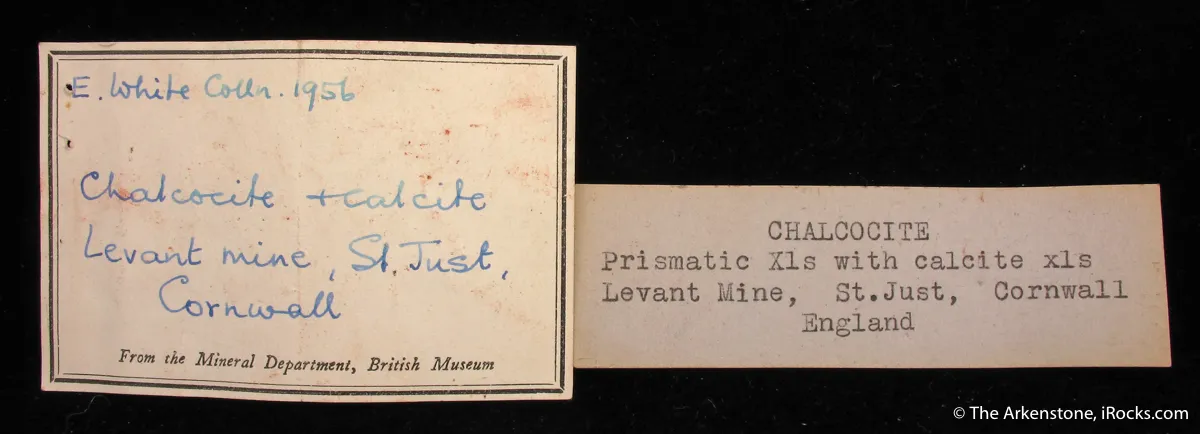 E. White Colln. 1956
Chalcocite + calcite
Levant mine, St. Just,
Cornwall
From the Mineral Department, British Museum
CHALCOCITE
Prismatic Xls with calcite xls
Levant Mine, St.Just, Cornwall
England
© The Arkenstone, iRocks.com